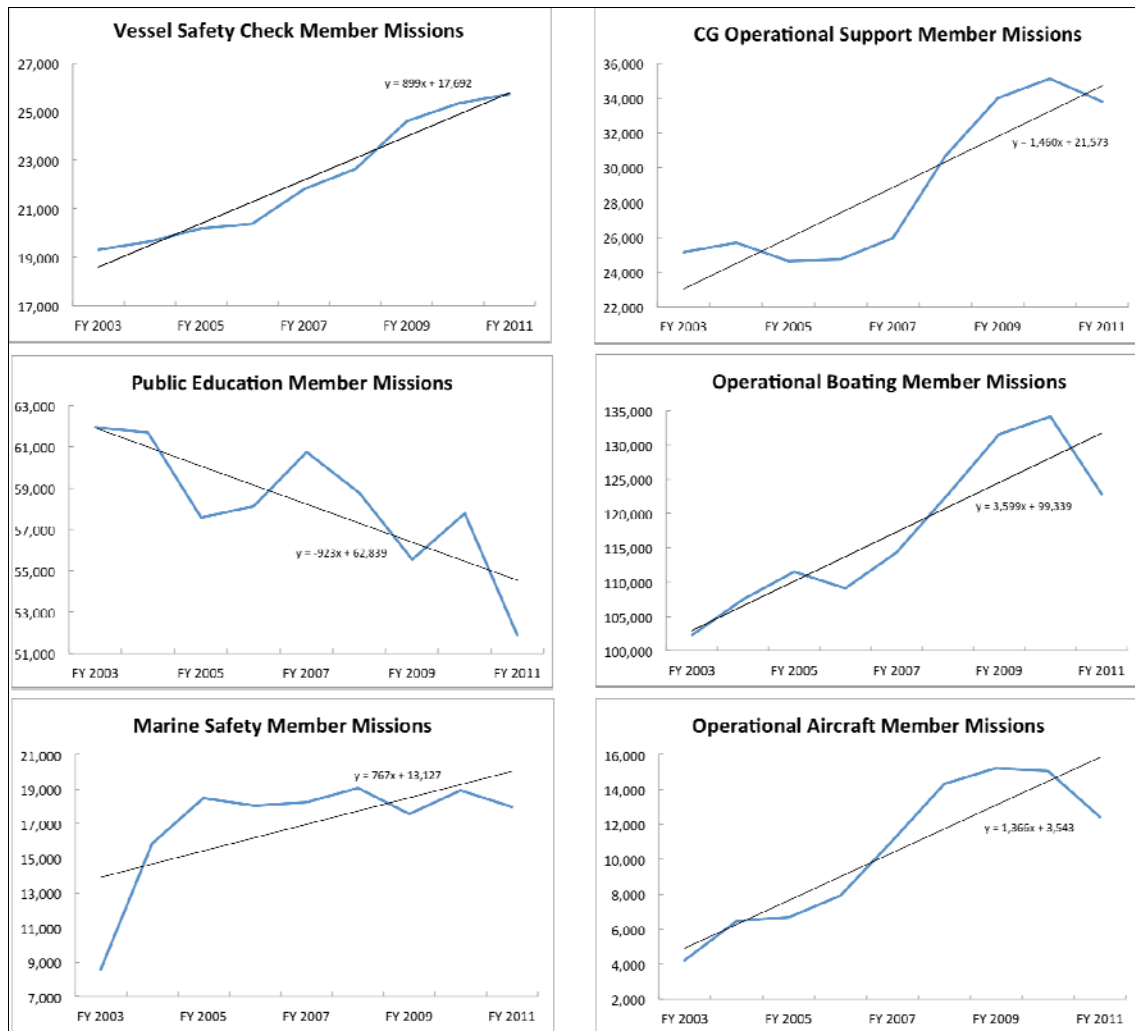 Vessel Safety Check Member Missions
27,000
25,000
23,000
21,000
19,000
17,000
y = 899x + 17,692
FY 2003
FY 2005
FY 2007
FY 2009
FY 2011
CG Operational Support Member Missions
36,000
34,000
32,000
30,000
28,000
26,000
24,000
22,000
y = 1,460x + 21,573
FY 2003
FY 2005
FY 2007
FY 2009
FY 2011
Public Education Member Missions
63,000
61,000
59,000
57,000
55,000
53,000
51,000
y = -923x + 62,839
FY 2003
FY 2005
FY 2007
FY 2009
FY 2011
Operational Boating Member Missions
135,000
130,000
125,000
120,000
115,000
110,000
105,000
100,000
y = 3,599x + 99,339
FY 2003
FY 2005
FY 2007
FY 2009
FY 2011
Marine Safety Member Missions
21,000
19,000
17,000
15,000
13,000
11,000
9,000
7,000
y = 767x + 13,127
FY 2003
FY 2005
FY 2007
FY 2009
FY 2011
Operational Aircraft Member Missions
16,000
14,000
12,000
10,000
8,000
6,000
4,000
2,000
y = 1,366x + 3,543
FY 2003
FY 2005
FY 2007
FY 2009
FY 2011